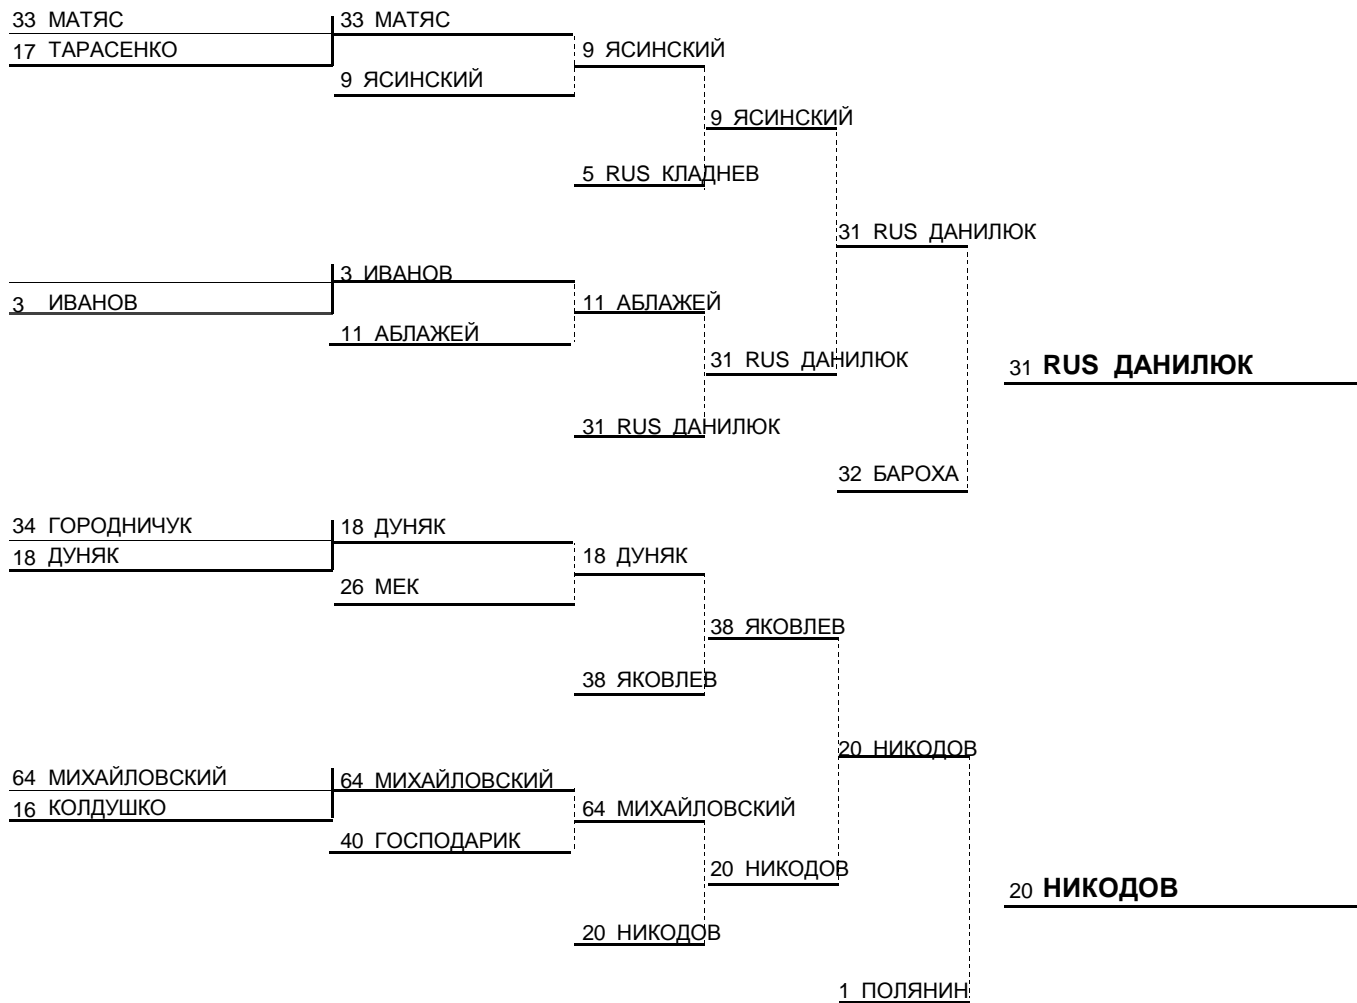 33 МАТЯС 33 МАТЯС
17 ТАРАСЕНКО 9 ЯСИНСКИЙ
9 ЯСИНСКИЙ
9 ЯСИНСКИЙ
5 RUS КЛАДНЕВ
31 RUS ДАНИЛЮК
3 ИВАНОВ
3 ИВАНОВ 11 АБЛАЖЕЙ
11 АБЛАЖЕЙ
31 RUS ДАНИЛЮК 31 RUS ДАНИЛЮК
31 RUS ДАНИЛЮК
32 БАРОХА
34 ГОРОДНИЧУК 18 ДУНЯК
18 ДУНЯК 18 ДУНЯК
26 МЕК
38 ЯКОВЛЕВ
38 ЯКОВЛЕВ
20 НИКОДОВ
64 МИХАЙЛОВСКИЙ 64 МИХАЙЛОВСКИЙ
16 КОЛДУШКО 64 МИХАЙЛОВСКИЙ
40 ГОСПОДАРИК
20 НИКОДОВ
20 НИКОДОВ
20 НИКОДОВ
1 ПОЛЯНИН